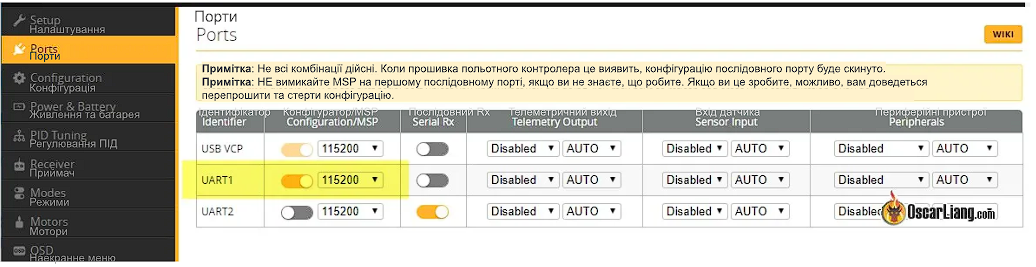 Setup
Налаштування
Ports
Порти
Configuration
Конфігурація
Power & Battery
Живлення та батарея
PID Tuning
Регулювання ПІД
Receiver
Приймач
Modes
Режими
Motors
Мотори
OSD
Наекранне меню
Порти
Ports
WIKI
Примітка: Не всі комбінації дійсні. Коли прошивка польотного контролера це виявить, конфігурацію послідовного порту буде скинуто.
Примітка: НЕ вимикайте MSP на першому послідовному порті, якщо ви не знаєте, що робите. Якщо ви це зробите, можливо, вам доведеться
перепрошити та стерти конфігурацію.
Ідентифікатор Конфігуратор/MSP Послідовний Rx Телеметричний вихід Вхід датчика Периферійні пристрої
Identifier Configuration/MSP Serial Rx Telemetry Output Sensor Input Peripherals
USB VCP 115200 Disabled AUTO Disabled AUTO Disabled AUTO
UART1 115200 Disabled AUTO Disabled AUTO Disabled AUTO
UART2 115200 Disabled AUTO Disabled AUTO Disabled
OscarLiang.com